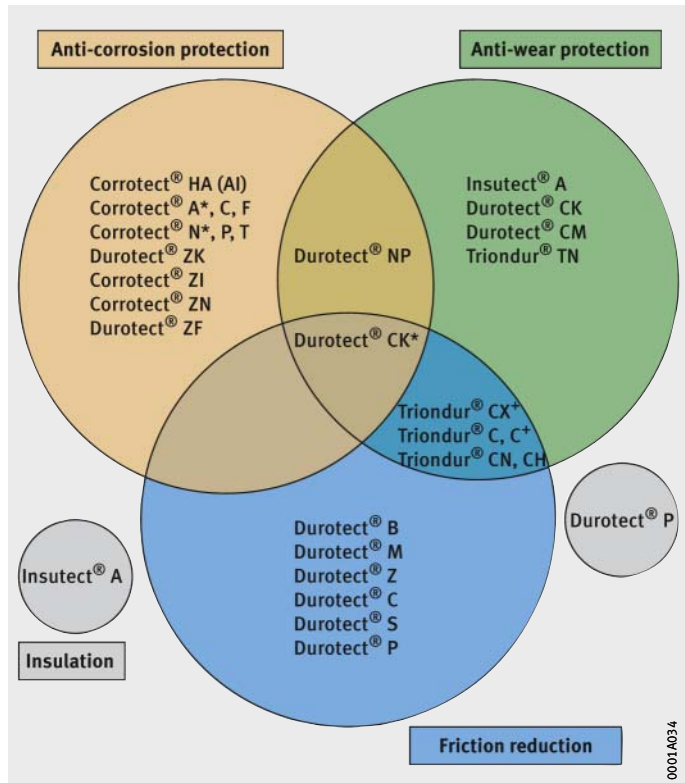 Anti-corrosion protection
Anti-wear protection
Corrotect® HA (AI)
Corrotect® A*, C, F
Corrotect® N*, P, T
Durotect® ZK
Corrotect® ZI
Corrotect® ZN
Durotect® ZF
Durotect® NP
Insutect® A
Durotect® CK
Durotect® CM
Triondur® TN
Durotect® CK*
Triondur® CX+
Triondur® C, C+
Triondur® CN, CH
Durotect® B
Durotect® M
Durotect® Z
Durotect® C
Durotect® S
Durotect® P
Durotect® P
Insutect® A
Insulation
Friction reduction
0001A034